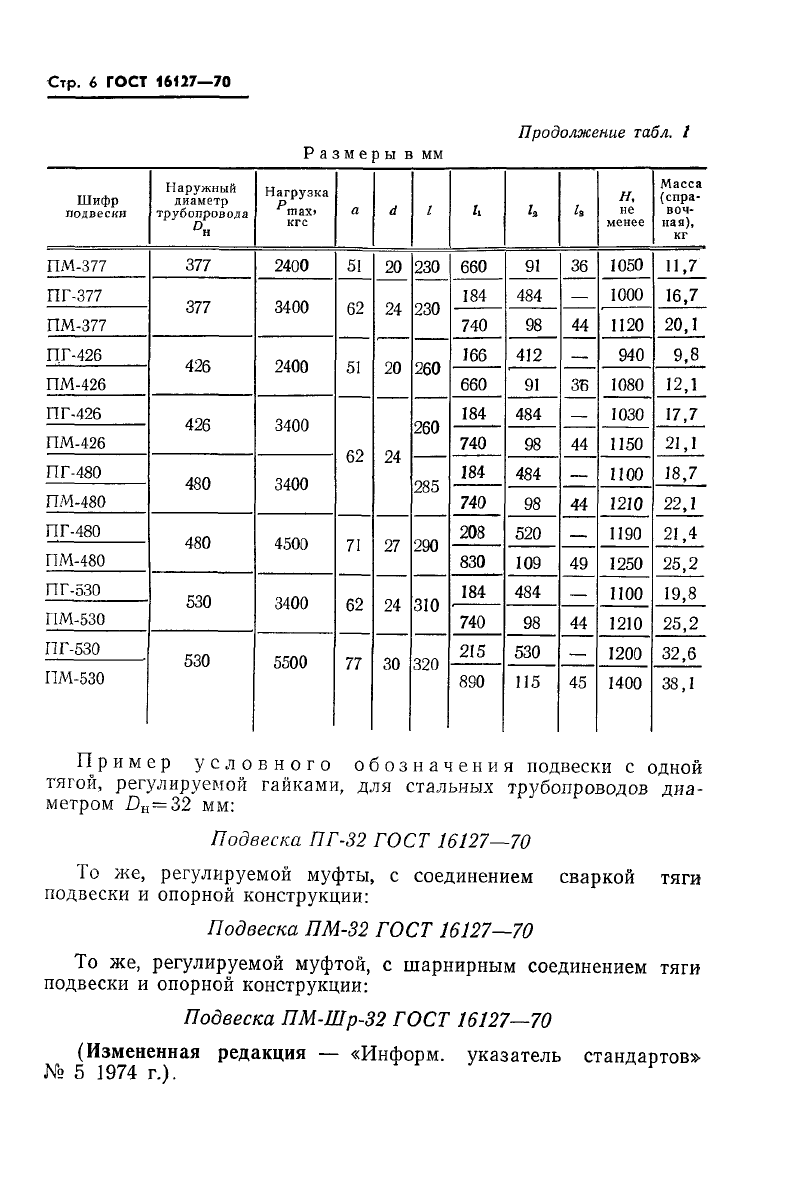 Стр. 6 ГОСТ 16127—70
Продолжение табл. 1
Размеры в мм
Шифр подвески | Наружный диаметр трубопровода Dн | Нагрузка Pmax, кгс | a | d | l | l₁ | l₂ | l₃ | H, не менее | Масса (справочная), кг
ПМ-377 377 2400 51 20 230 660 91 36 1050 11,7
ПГ-377 377 3400 62 24 230 184 484 — 1000 16,7
ПМ-377 740 98 44 1120 20,1
ПГ-426 426 2400 51 20 260 166 412 — 940 9,8
ПМ-426 660 91 36 1080 12,1
ПГ-426 426 3400 62 24 260 184 484 — 1030 17,7
ПМ-426 740 98 44 1150 21,1
ПГ-480 480 3400 285 184 484 — 1100 18,7
ПМ-480 740 98 44 1210 22,1
ПГ-480 480 4500 71 27 290 208 520 — 1190 21,4
ПМ-480 830 109 49 1250 25,2
ПГ-530 530 3400 62 24 310 184 484 — 1100 19,8
ПМ-530 740 98 44 1210 25,2
ПГ-530 530 5500 77 30 320 215 530 — 1200 32,6
ПМ-530 890 115 45 1400 38,1
Пример условного обозначения подвески с одной
тягой, регулируемой гайками, для стальных трубопроводов диа-
метром Dн=32 мм:
Подвеска ПГ-32 ГОСТ 16127—70
То же, регулируемой муфты, с соединением сваркой тяги
подвески и опорной конструкции:
Подвеска ПМ-32 ГОСТ 16127—70
То же, регулируемой муфтой, с шарнирным соединением тяги
подвески и опорной конструкции:
Подвеска ПМ-Шр-32 ГОСТ 16127—70
(Измененная редакция — «Информ. указатель стандартов»
№ 5 1974 г.).